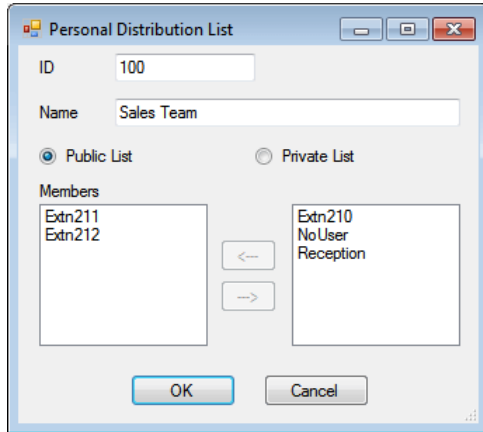 Personal Distribution List
ID 100
Name Sales Team
Public List Private List
Members
Extn211
Extn212
<---
--->
Extn210
NoUser
Reception
OK Cancel